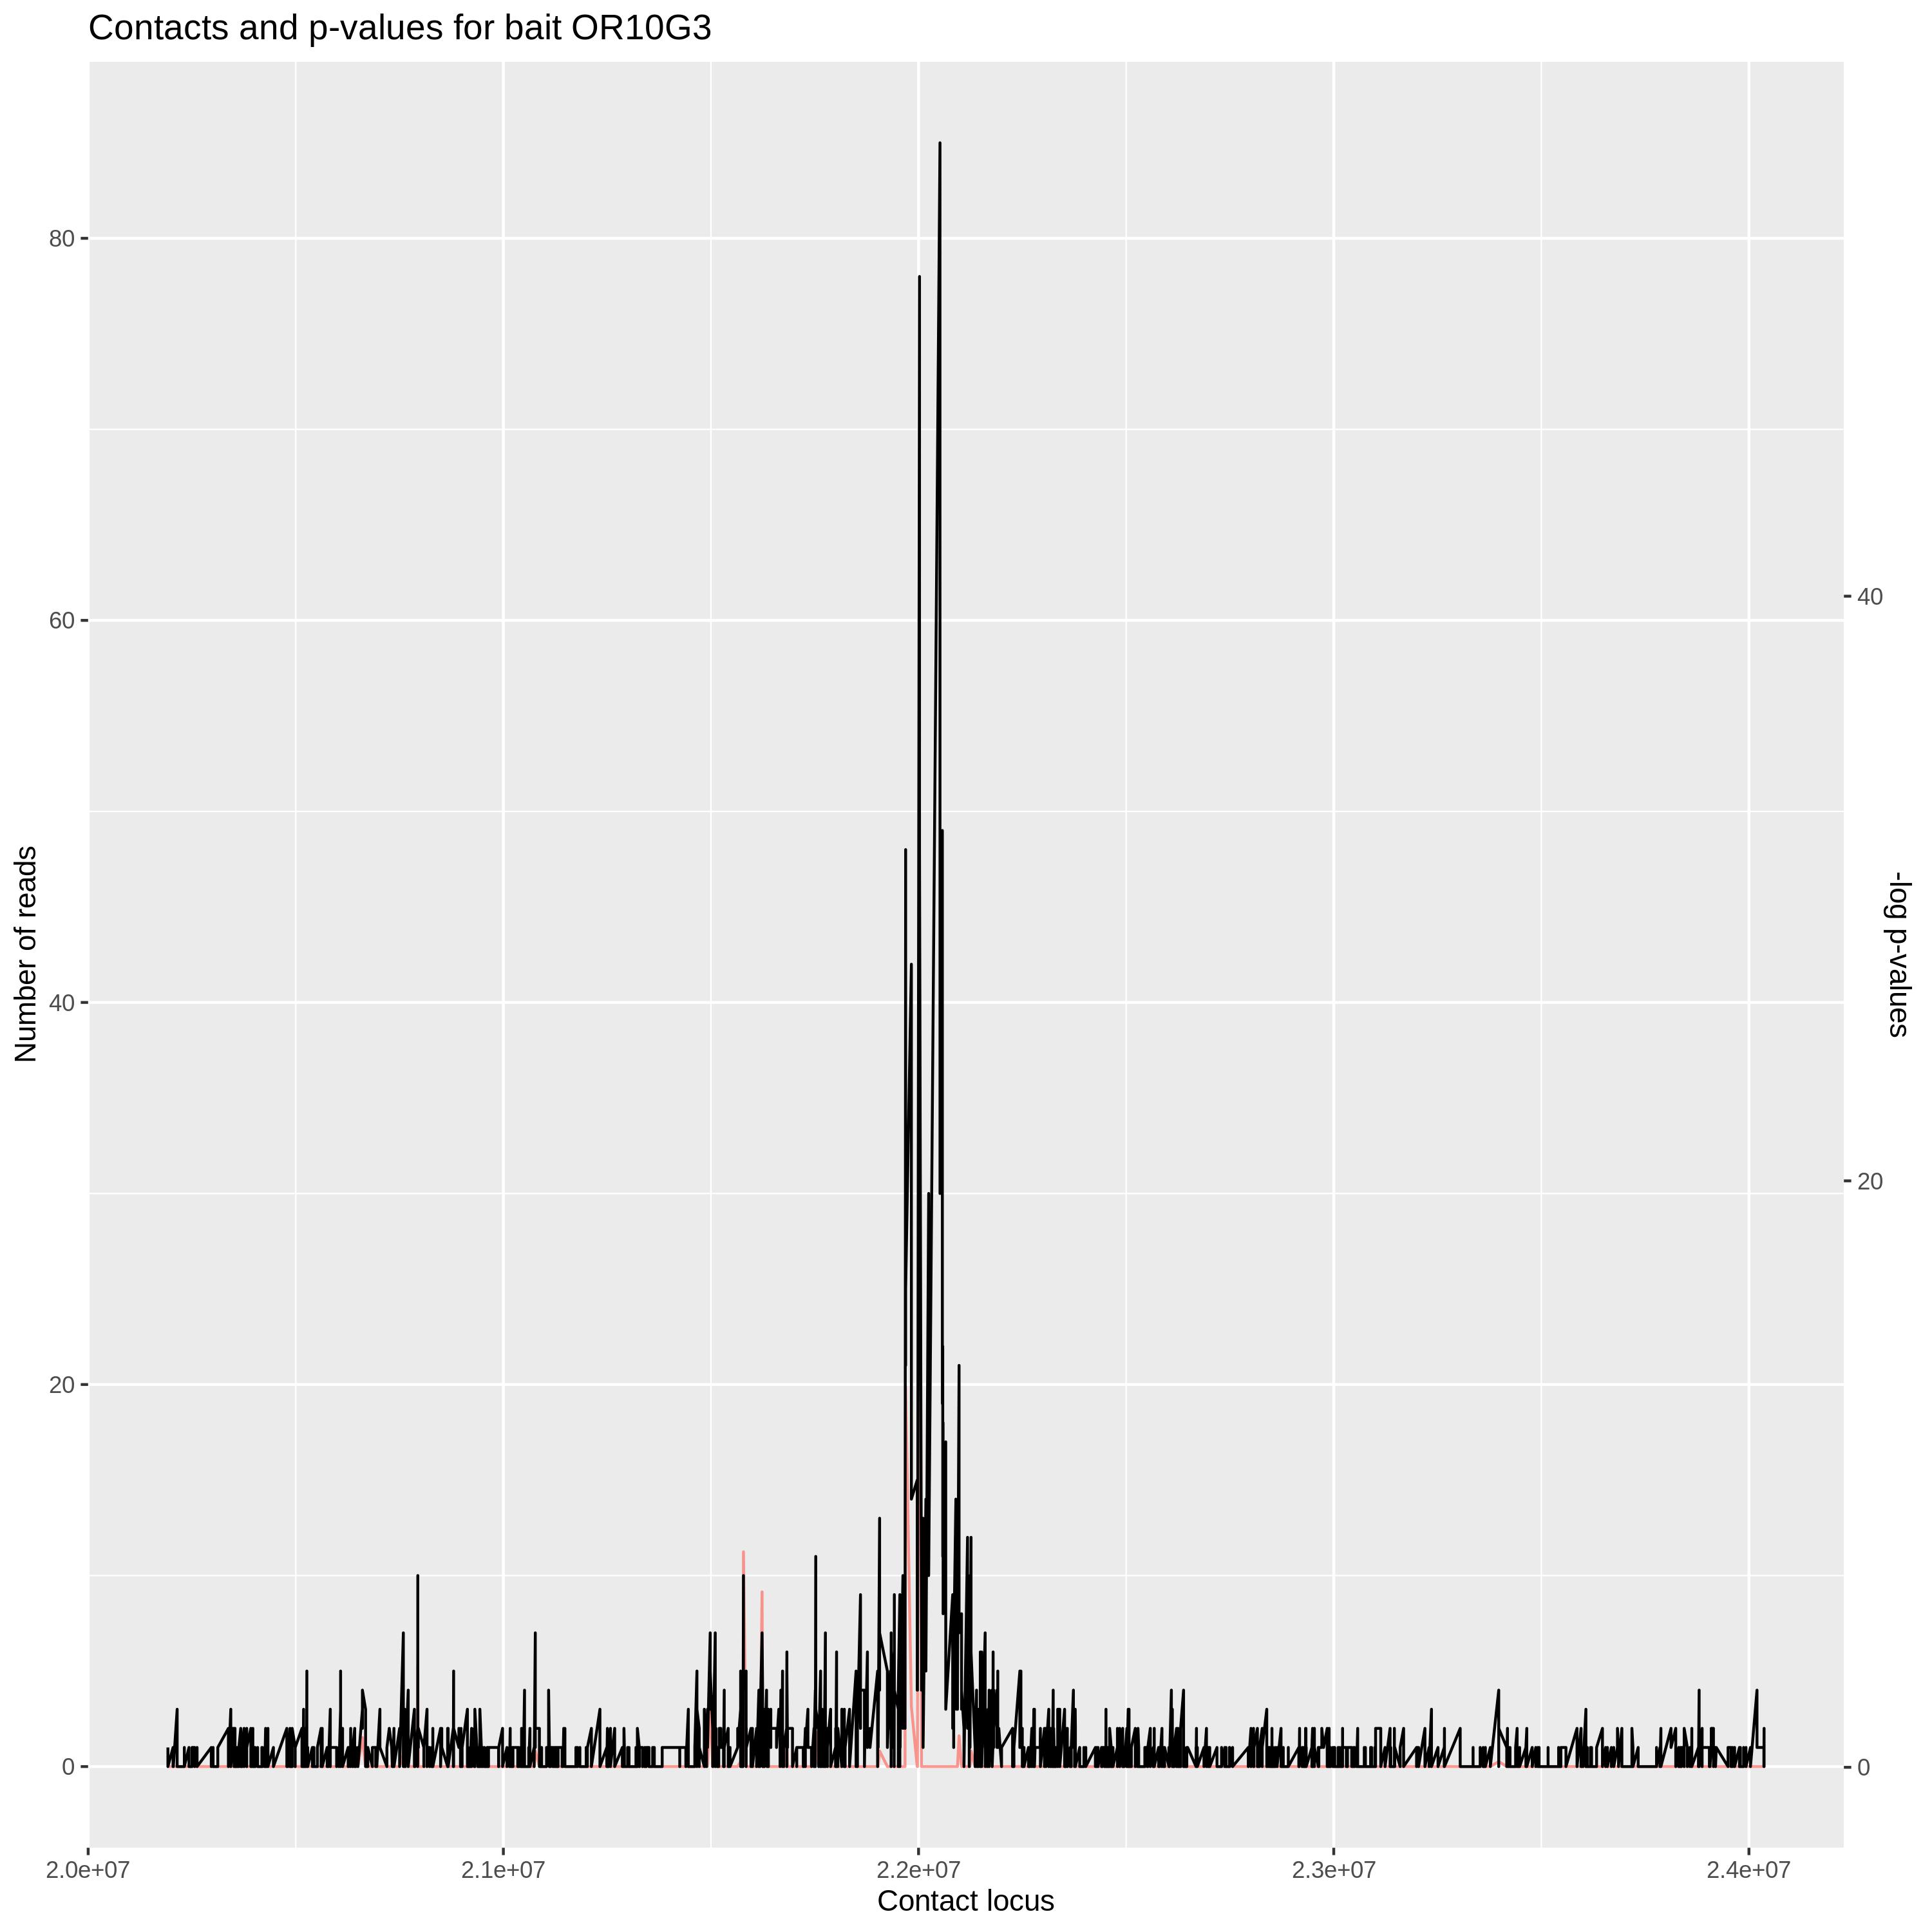 Contacts and p-values for bait OR10G3
80
60
40
20
0
Number of reads
40
20
0
-log p-values
2.0e+07 2.1e+07 2.2e+07 2.3e+07 2.4e+07
Contact locus